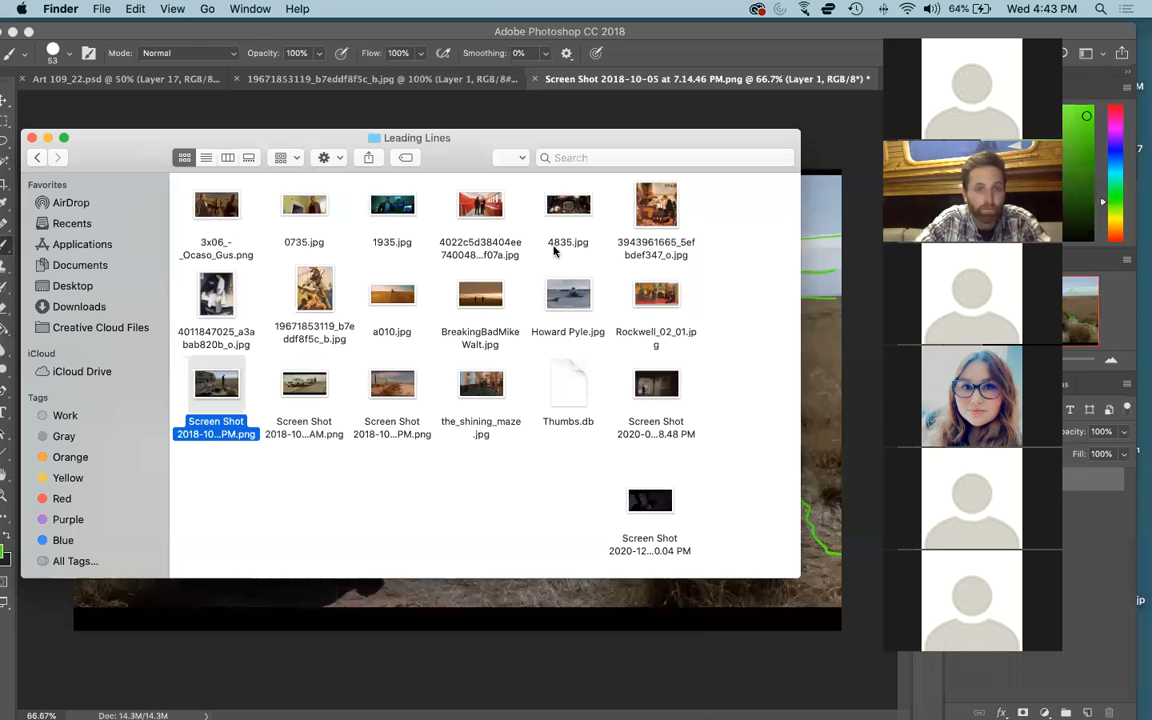 Finder File Edit View Go Window Help
64% Wed 4:43 PM
Adobe Photoshop CC 2018
53 Mode: Normal Opacity: 100% Flow: 100% Smoothing: 0%
Art 109_22.psd @ 50% (Layer 17, RGB/8...
19671853119_b7eddf8f5c_b.jpg @ 100% (Layer 1, RGB/8#...
Screen Shot 2018-10-05 at 7.14.46 PM.png @ 66.7% (Layer 1, RGB/8*) *
Leading Lines
Search
Favorites
AirDrop
Recents
Applications
Documents
Desktop
Downloads
Creative Cloud Files
iCloud
iCloud Drive
Tags
Work
Gray
Orange
Yellow
Red
Purple
Blue
All Tags...
3x06_-
_Ocaso_Gus.png
0735.jpg
1935.jpg
4022c5d38404ee
740048...f07a.jpg
4835.jpg
3943961665_5ef
bdef347_o.jpg
4011847025_a3a
bab820b_o.jpg
19671853119_b7e
ddf8f5c_b.jpg
a010.jpg
BreakingBadMike
Walt.jpg
Howard Pyle.jpg
Rockwell_02_01.jp
g
Screen Shot
2018-10...PM.png
Screen Shot
2018-10...AM.png
Screen Shot
2018-10...PM.png
the_shining_maze
.jpg
Thumbs.db
Screen Shot
2020-0...8.48 PM
Screen Shot
2020-12...0.04 PM
Opacity: 100%
Fill: 100%
66.67% Doc: 14.3M/14.3M